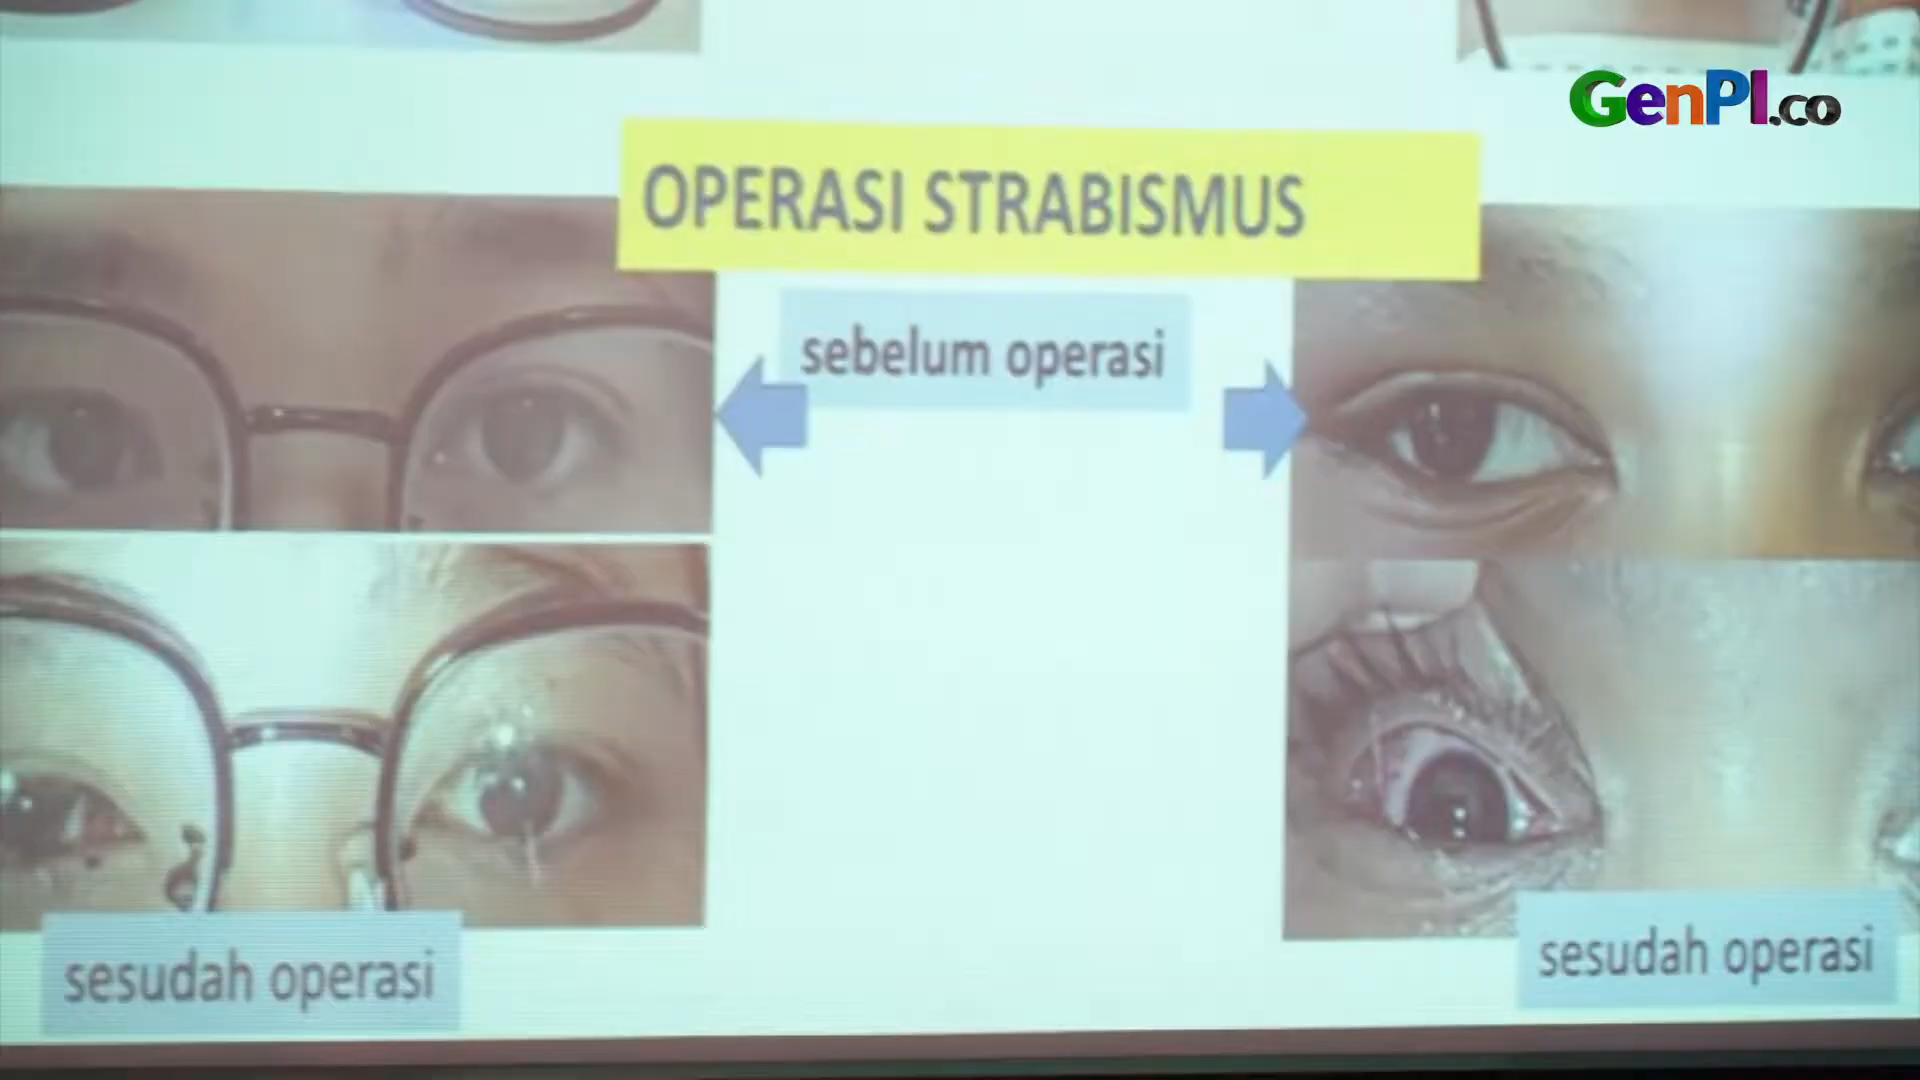 GenPI.co
OPERASI STRABISMUS
sebelum operasi
sesudah operasi
sesudah operasi